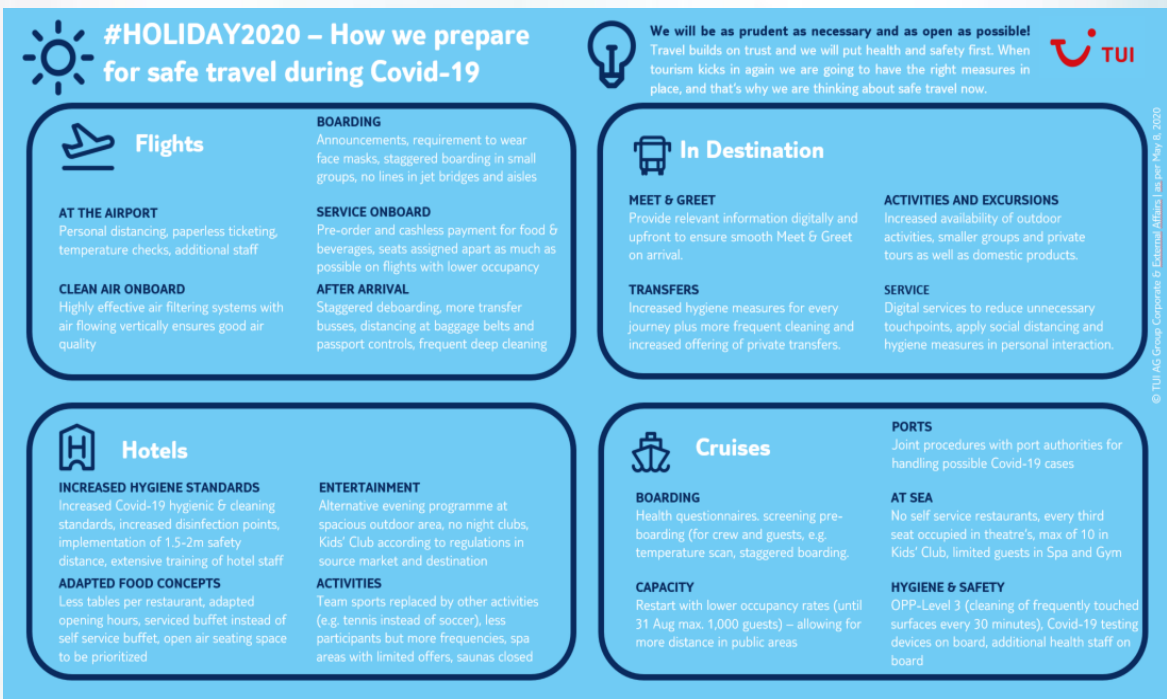 #HOLIDAY2020 – How we prepare
for safe travel during Covid-19
We will be as prudent as necessary and as open as possible!
Travel builds on trust and we will put health and safety first. When
tourism kicks in again we are going to have the right measures in
place, and that's why we are thinking about safe travel now.
TUI
Flights
BOARDING
Announcements, requirement to wear
face masks, staggered boarding in small
groups, no lines in jet bridges and aisles
AT THE AIRPORT
Personal distancing, paperless ticketing,
temperature checks, additional staff
SERVICE ONBOARD
Pre-order and cashless payment for food &
beverages, seats assigned apart as much as
possible on flights with lower occupancy
CLEAN AIR ONBOARD
Highly effective air filtering systems with
air flowing vertically ensures good air
quality
AFTER ARRIVAL
Staggered deboarding, more transfer
busses, distancing at baggage belts and
passport controls, frequent deep cleaning
In Destination
MEET & GREET
Provide relevant information digitally and
upfront to ensure smooth Meet & Greet
on arrival.
ACTIVITIES AND EXCURSIONS
Increased availability of outdoor
activities, smaller groups and private
tours as well as domestic products.
TRANSFERS
Increased hygiene measures for every
journey plus more frequent cleaning and
increased offering of private transfers.
SERVICE
Digital services to reduce unnecessary
touchpoints, apply social distancing and
hygiene measures in personal interaction.
© TUI AG Group Corporate & External Affairs | as per May 8, 2020
Hotels
INCREASED HYGIENE STANDARDS
Increased Covid-19 hygienic & cleaning
standards, increased disinfection points,
implementation of 1.5-2m safety
distance, extensive training of hotel staff
ENTERTAINMENT
Alternative evening programme at
spacious outdoor area, no night clubs,
Kids' Club according to regulations in
source market and destination
ADAPTED FOOD CONCEPTS
Less tables per restaurant, adapted
opening hours, serviced buffet instead of
self service buffet, open air seating space
to be prioritized
ACTIVITIES
Team sports replaced by other activities
(e.g. tennis instead of soccer), less
participants but more frequencies, spa
areas with limited offers, saunas closed
Cruises
PORTS
Joint procedures with port authorities for
handling possible Covid-19 cases
BOARDING
Health questionnaires. screening pre-
boarding (for crew and guests, e.g.
temperature scan, staggered boarding.
AT SEA
No self service restaurants, every third
seat occupied in theatre's, max of 10 in
Kids' Club, limited guests in Spa and Gym
CAPACITY
Restart with lower occupancy rates (until
31 Aug max. 1,000 guests) – allowing for
more distance in public areas
HYGIENE & SAFETY
OPP-Level 3 (cleaning of frequently touched
surfaces every 30 minutes), Covid-19 testing
devices on board, additional health staff on
board